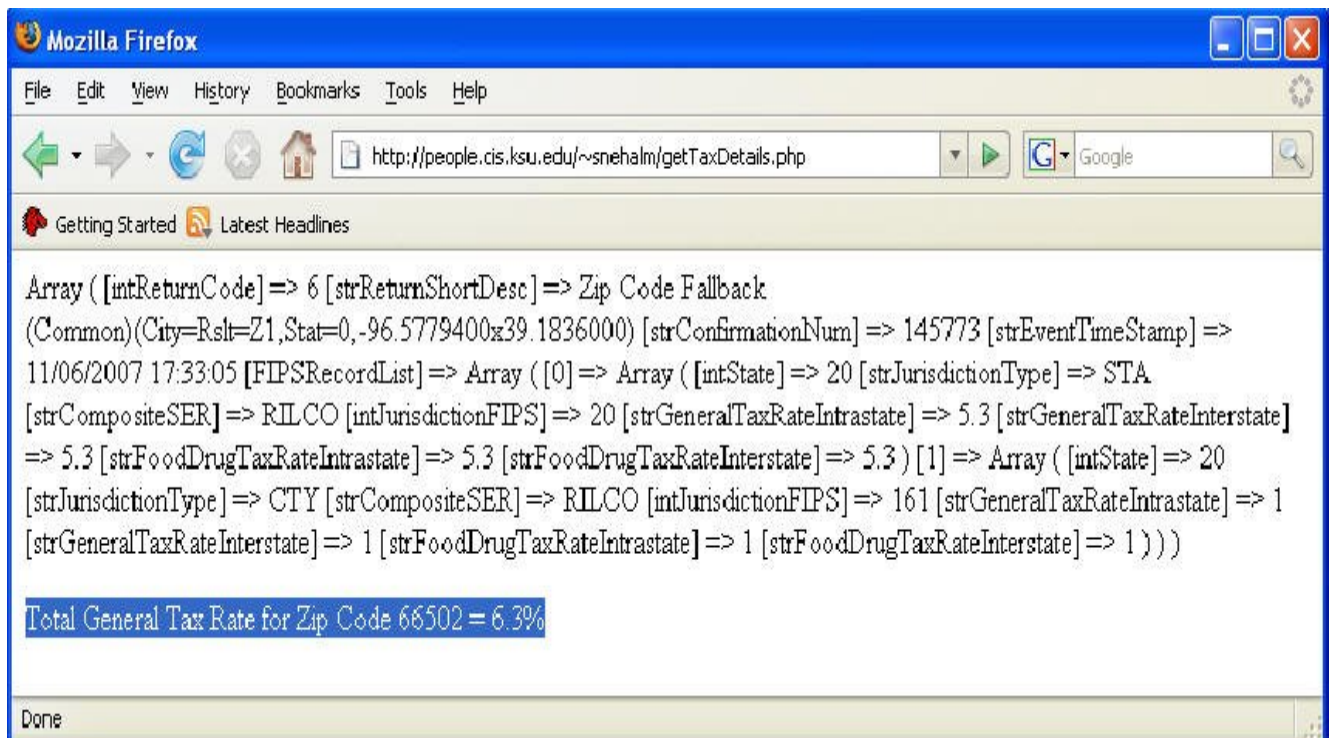 Mozilla Firefox
File Edit View History Bookmarks Tools Help
http://people.cis.ksu.edu/~snehalm/getTaxDetails.php G Google
Getting Started Latest Headlines
Array ( [intReturnCode] => 6 [strReturnShortDesc] => Zip Code Fallback
(Common)(City=Rslt=Z1,Stat=0,-96.5779400x39.1836000) [strConfirmationNum] => 145773 [strEventTimeStamp] =>
11/06/2007 17:33:05 [FIPSRecordList] => Array ( [0] => Array ( [intState] => 20 [strJurisdictionType] => STA
[strCompositeSER] => RILCO [intJurisdictionFIPS] => 20 [strGeneralTaxRateIntrastate] => 5.3 [strGeneralTaxRateInterstate]
=> 5.3 [strFoodDrugTaxRateIntrastate] => 5.3 [strFoodDrugTaxRateInterstate] => 5.3 ) [1] => Array ( [intState] => 20
[strJurisdictionType] => CTY [strCompositeSER] => RILCO [intJurisdictionFIPS] => 161 [strGeneralTaxRateIntrastate] => 1
[strGeneralTaxRateInterstate] => 1 [strFoodDrugTaxRateIntrastate] => 1 [strFoodDrugTaxRateInterstate] => 1 ) ) )
Total General Tax Rate for Zip Code 66502 = 6.3%
Done